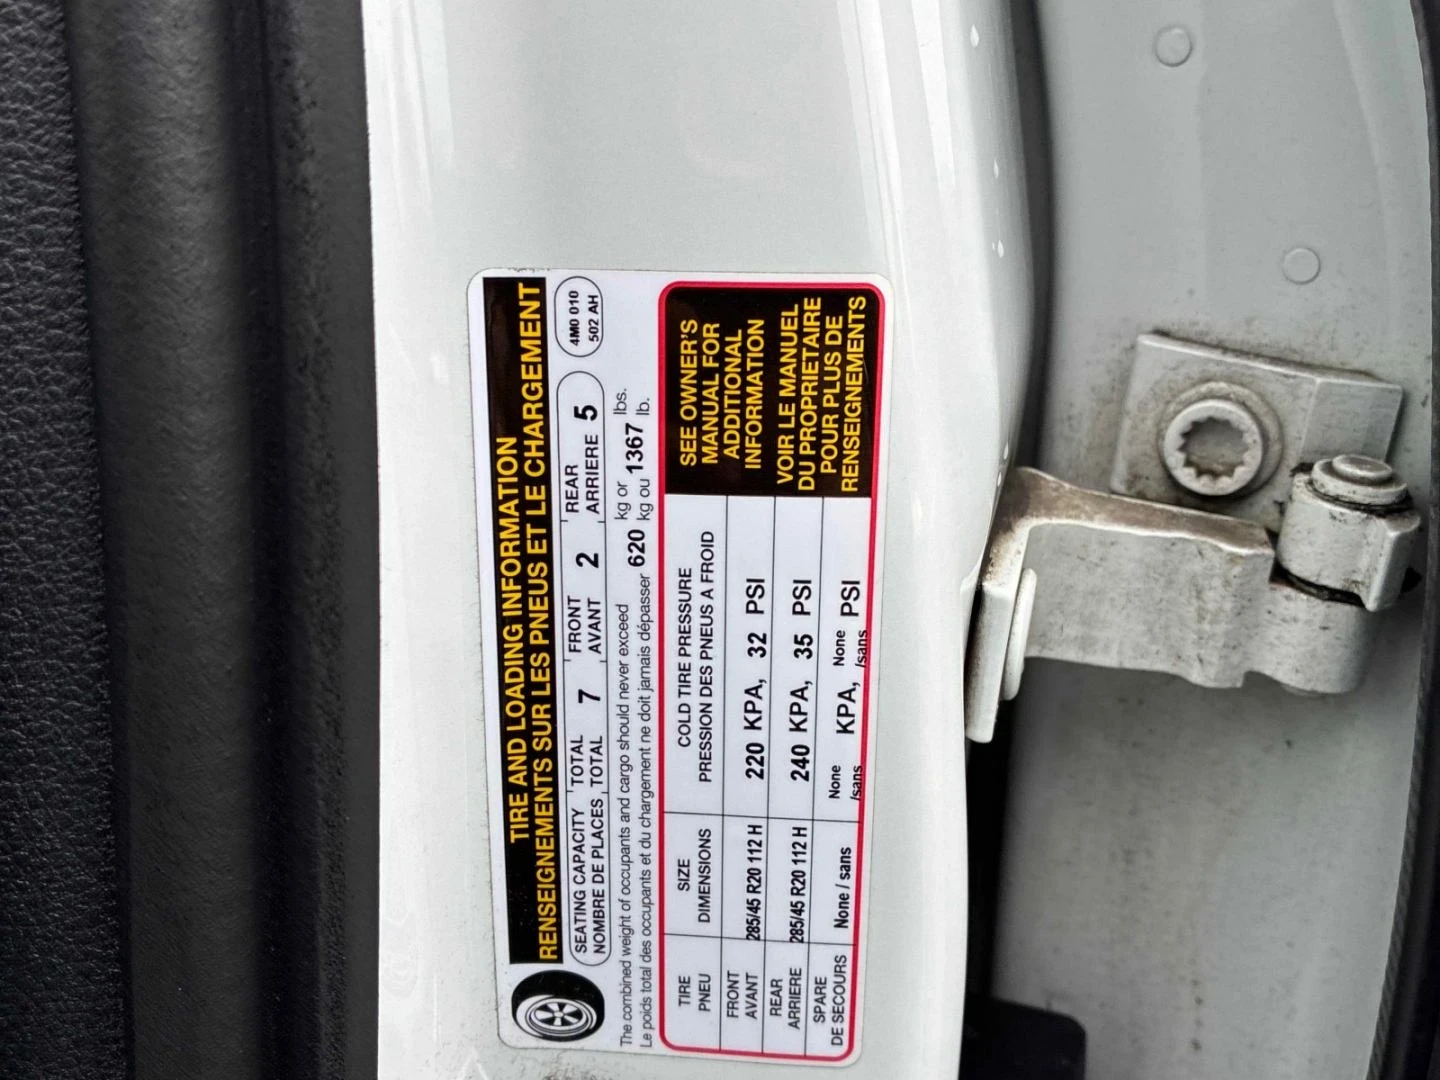 TIRE AND LOADING INFORMATION
RENSEIGNEMENTS SUR LES PNEUS ET LE CHARGEMENT
SEATING CAPACITY TOTAL 7 FRONT 2 REAR 5
NOMBRE DE PLACES TOTAL AVANT ARRIERE
4M0 010
502 AH
The combined weight of occupants and cargo should never exceed 620 kg or 1367 lbs.
Le poids total des occupants et du chargement ne doit jamais dépasser kg ou lb.
TIRE SIZE COLD TIRE PRESSURE
PNEU DIMENSIONS PRESSION DES PNEUS A FROID
FRONT
AVANT 285/45 R20 112 H 220 KPA, 32 PSI
REAR
ARRIERE 285/45 R20 112 H 240 KPA, 35 PSI
SPARE
DE SECOURS None / sans None /sans KPA, None /sans PSI
SEE OWNER'S
MANUAL FOR
ADDITIONAL
INFORMATION
VOIR LE MANUEL
DU PROPRIETAIRE
POUR PLUS DE
RENSEIGNEMENTS